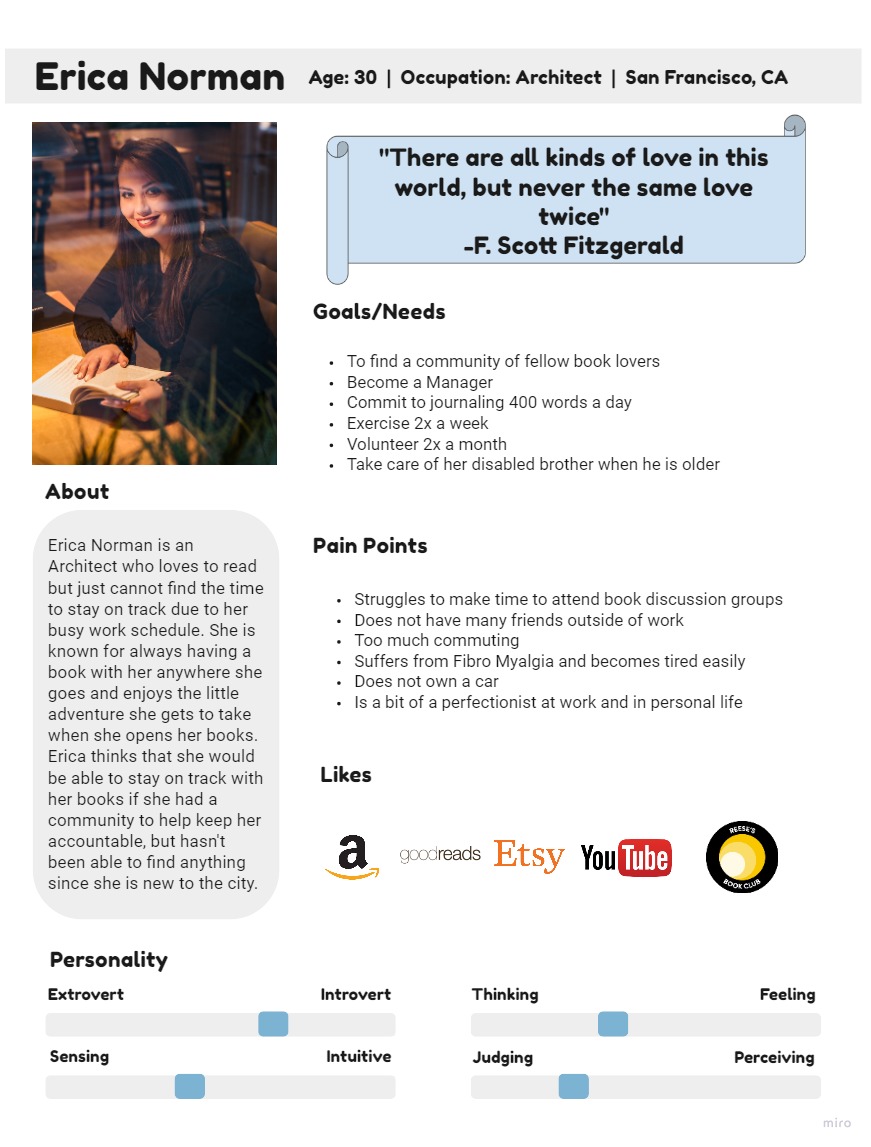 Erica Norman Age: 30 | Occupation: Architect | San Francisco, CA
"There are all kinds of love in this
world, but never the same love
twice"
-F. Scott Fitzgerald
Goals/Needs
• To find a community of fellow book lovers
• Become a Manager
• Commit to journaling 400 words a day
• Exercise 2x a week
• Volunteer 2x a month
• Take care of her disabled brother when he is older
About
Erica Norman is an
Architect who loves to read
but just cannot find the time
to stay on track due to her
busy work schedule. She is
known for always having a
book with her anywhere she
goes and enjoys the little
adventure she gets to take
when she opens her books.
Erica thinks that she would
be able to stay on track with
her books if she had a
community to help keep her
accountable, but hasn't
been able to find anything
since she is new to the city.
Pain Points
• Struggles to make time to attend book discussion groups
• Does not have many friends outside of work
• Too much commuting
• Suffers from Fibro Myalgia and becomes tired easily
• Does not own a car
• Is a bit of a perfectionist at work and in personal life
Likes
a
goodreads
Etsy
YouTube
REESE'S
BOOK CLUB
Personality
Extrovert Introvert
Thinking Feeling
Sensing Intuitive
Judging Perceiving
miro